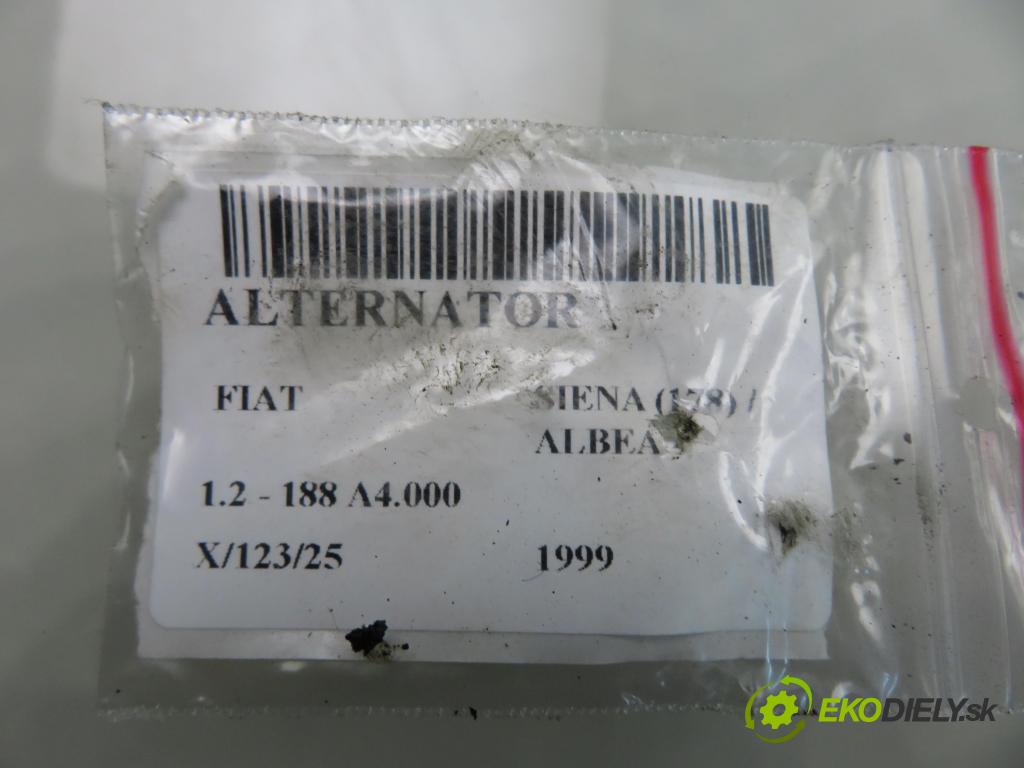 ALTERNATOR
FIAT SIENA (178) /
ALBEA
1.2 - 188 A4.000
X/123/25 1999
EKODIELY.sk